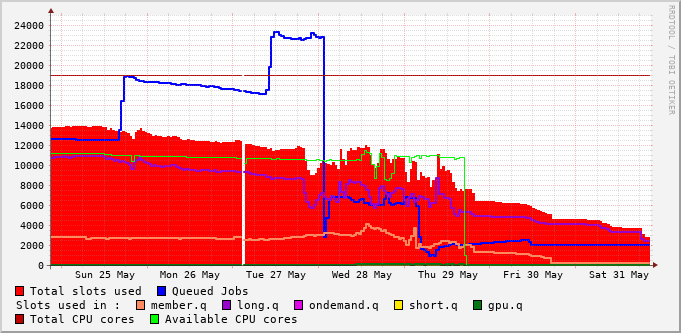 24000
22000
20000
18000
16000
14000
12000
10000
8000
6000
4000
2000
0
Sun 25 May Mon 26 May Tue 27 May Wed 28 May Thu 29 May Fri 30 May Sat 31 May
Total slots used Queued Jobs
Slots used in : member.q long.q ondemand.q short.q gpu.q
Total CPU cores Available CPU cores
RRDTOOL / TOBI OETIKER